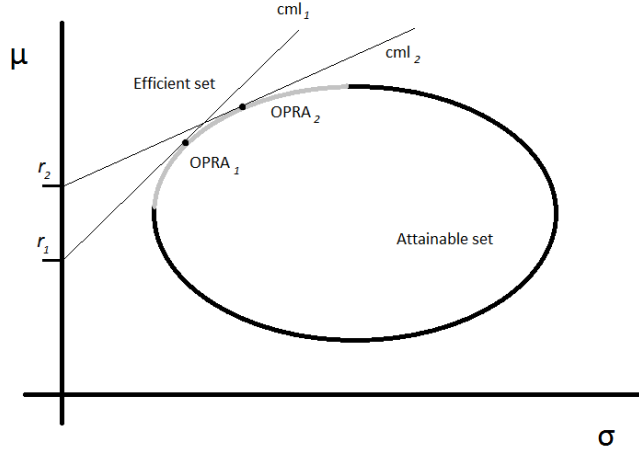 cml₁
μ
cml₂
Efficient set
OPRA₂
OPRA₁
r₂
r₁
Attainable set
σ